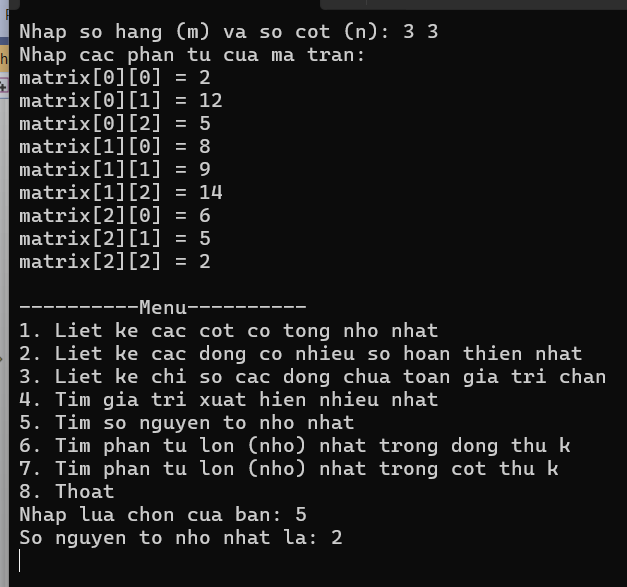 Nhap so hang (m) va so cot (n): 3 3
Nhap cac phan tu cua ma tran:
matrix[0][0] = 2
matrix[0][1] = 12
matrix[0][2] = 5
matrix[1][0] = 8
matrix[1][1] = 9
matrix[1][2] = 14
matrix[2][0] = 6
matrix[2][1] = 5
matrix[2][2] = 2
----------Menu----------
1. Liet ke cac cot co tong nho nhat
2. Liet ke cac dong co nhieu so hoan thien nhat
3. Liet ke chi so cac dong chua toan gia tri chan
4. Tim gia tri xuat hien nhieu nhat
5. Tim so nguyen to nho nhat
6. Tim phan tu lon (nho) nhat trong dong thu k
7. Tim phan tu lon (nho) nhat trong cot thu k
8. Thoat
Nhap lua chon cua ban: 5
So nguyen to nho nhat la: 2